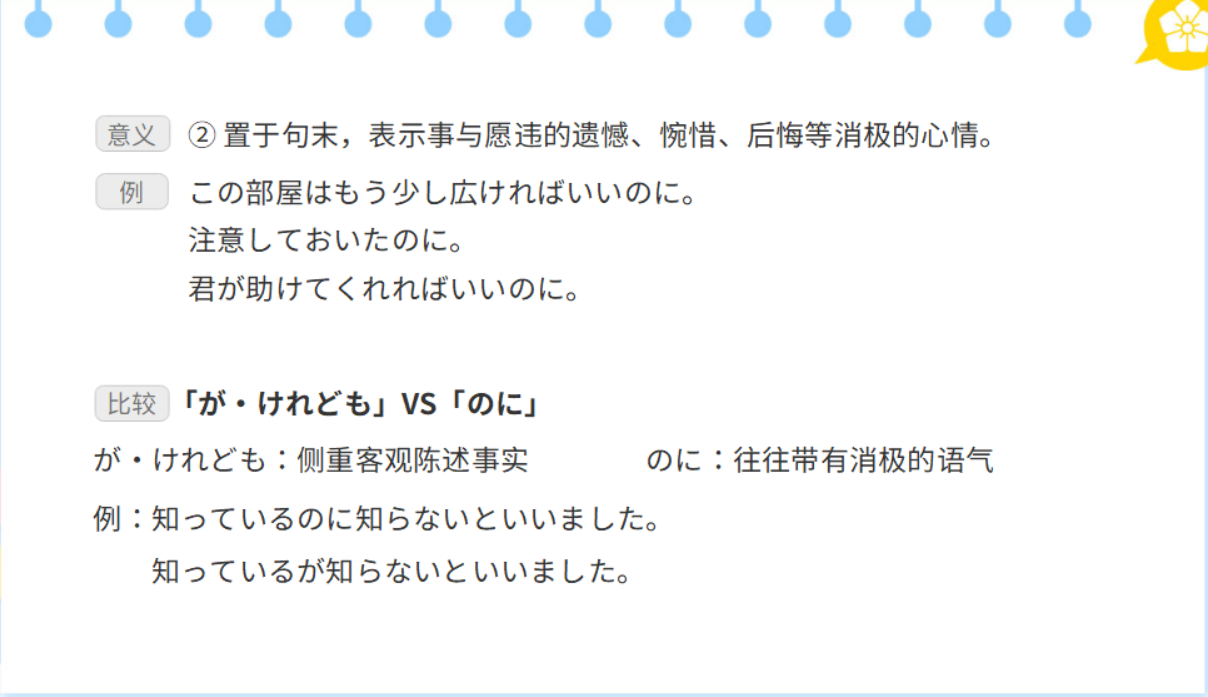 意义 ② 置于句末，表示事与愿违的遗憾、惋惜、后悔等消极的心情。
例 この部屋はもう少し広ければいいのに。
注意しておいたのに。
君が助けてくれればいいのに。
比较 「が・けれども」VS「のに」
が・けれども：侧重客观陈述事实 のに：往往带有消极的语气
例：知っているのに知らないといいました。
知っているが知らないといいました。